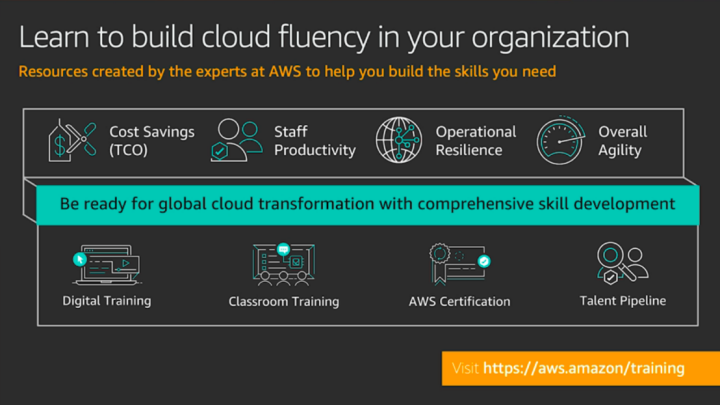 Learn to build cloud fluency in your organization
Resources created by the experts at AWS to help you build the skills you need
Cost Savings
(TCO)
Staff
Productivity
Operational
Resilience
Overall
Agility
Be ready for global cloud transformation with comprehensive skill development
Digital Training
Classroom Training
AWS Certification
Talent Pipeline
Visit https://aws.amazon/training